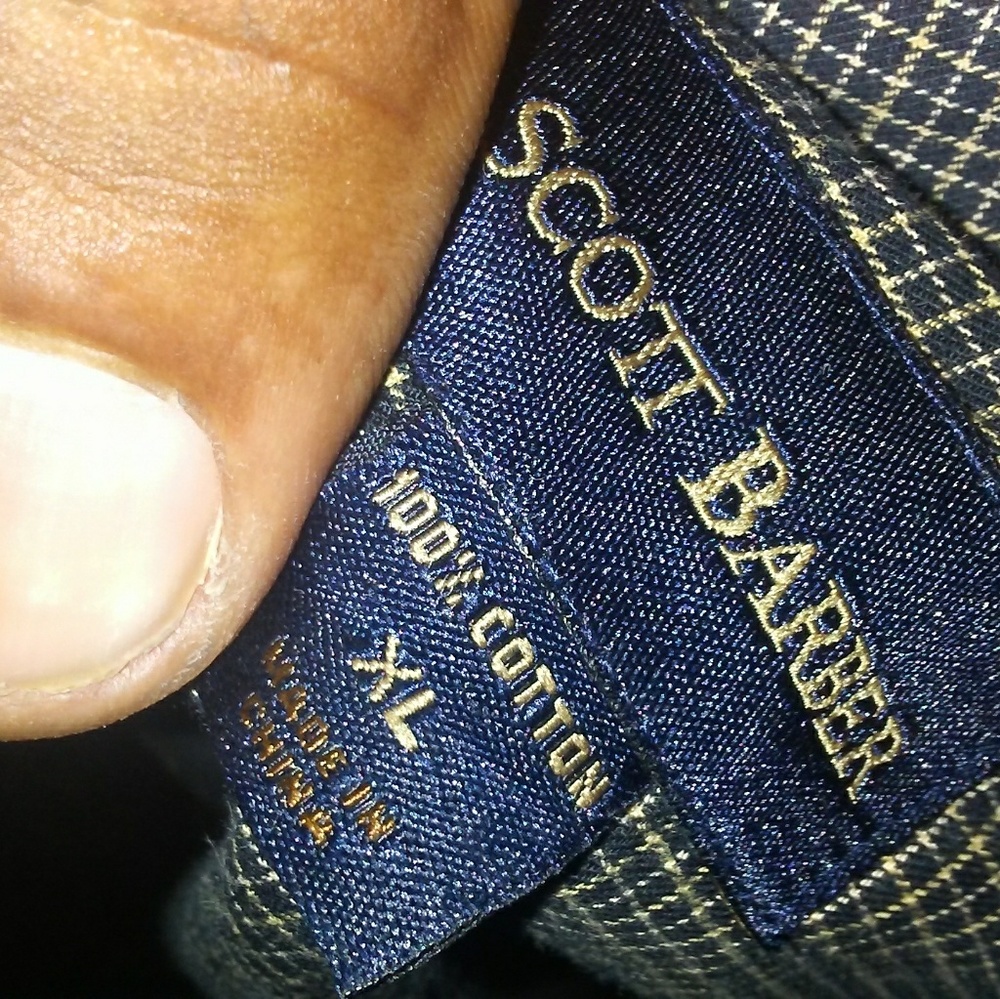 SCOTT BARBER
100% COTTON
XL
MADE IN
CHINA